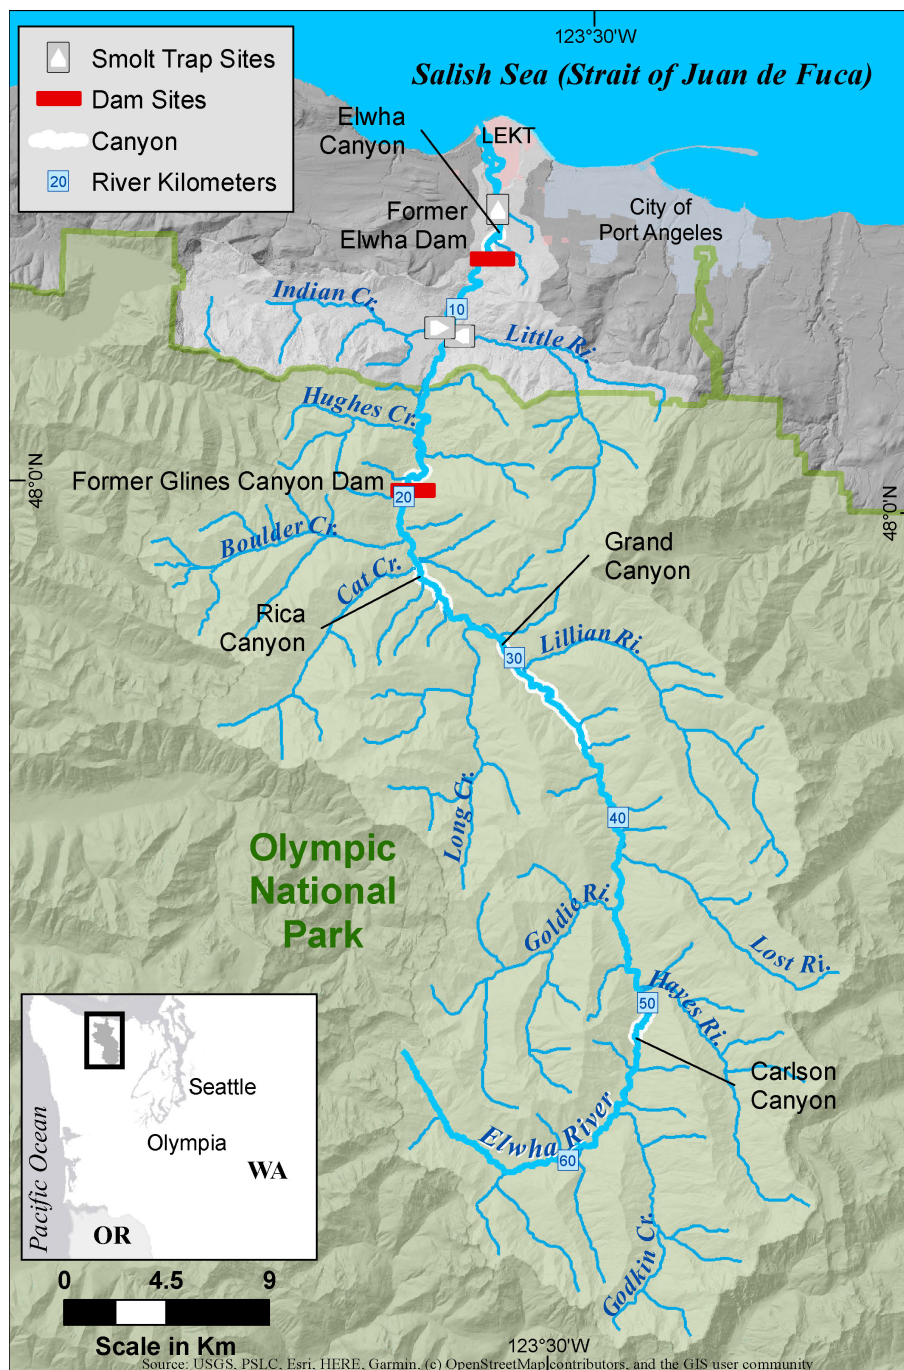 123°30'W
Smolt Trap Sites
Dam Sites
Canyon
20
River Kilometers
Salish Sea (Strait of Juan de Fuca)
Elwha
Canyon
LEKT
Former
Elwha Dam
City of
Port Angeles
Indian Cr.
10
Little Ri.
Hughes Cr.
48°0'N
Former Glines Canyon Dam
20
48°0'N
Boulder Cr.
Cat Cr.
Grand
Canyon
Rica
Canyon
Lillian Ri.
30
Long Cr.
40
Olympic
National
Park
Goldie Ri.
Lost Ri.
Hayes Ri.
50
Carlson
Canyon
Elwha River
60
Godkin Cr.
Seattle
Olympia
WA
Pacific Ocean
OR
0 4.5 9
Scale in Km
123°30'W
Source: USGS, PSLC, Esri, HERE, Garmin, (c) OpenStreetMap contributors, and the GIS user community